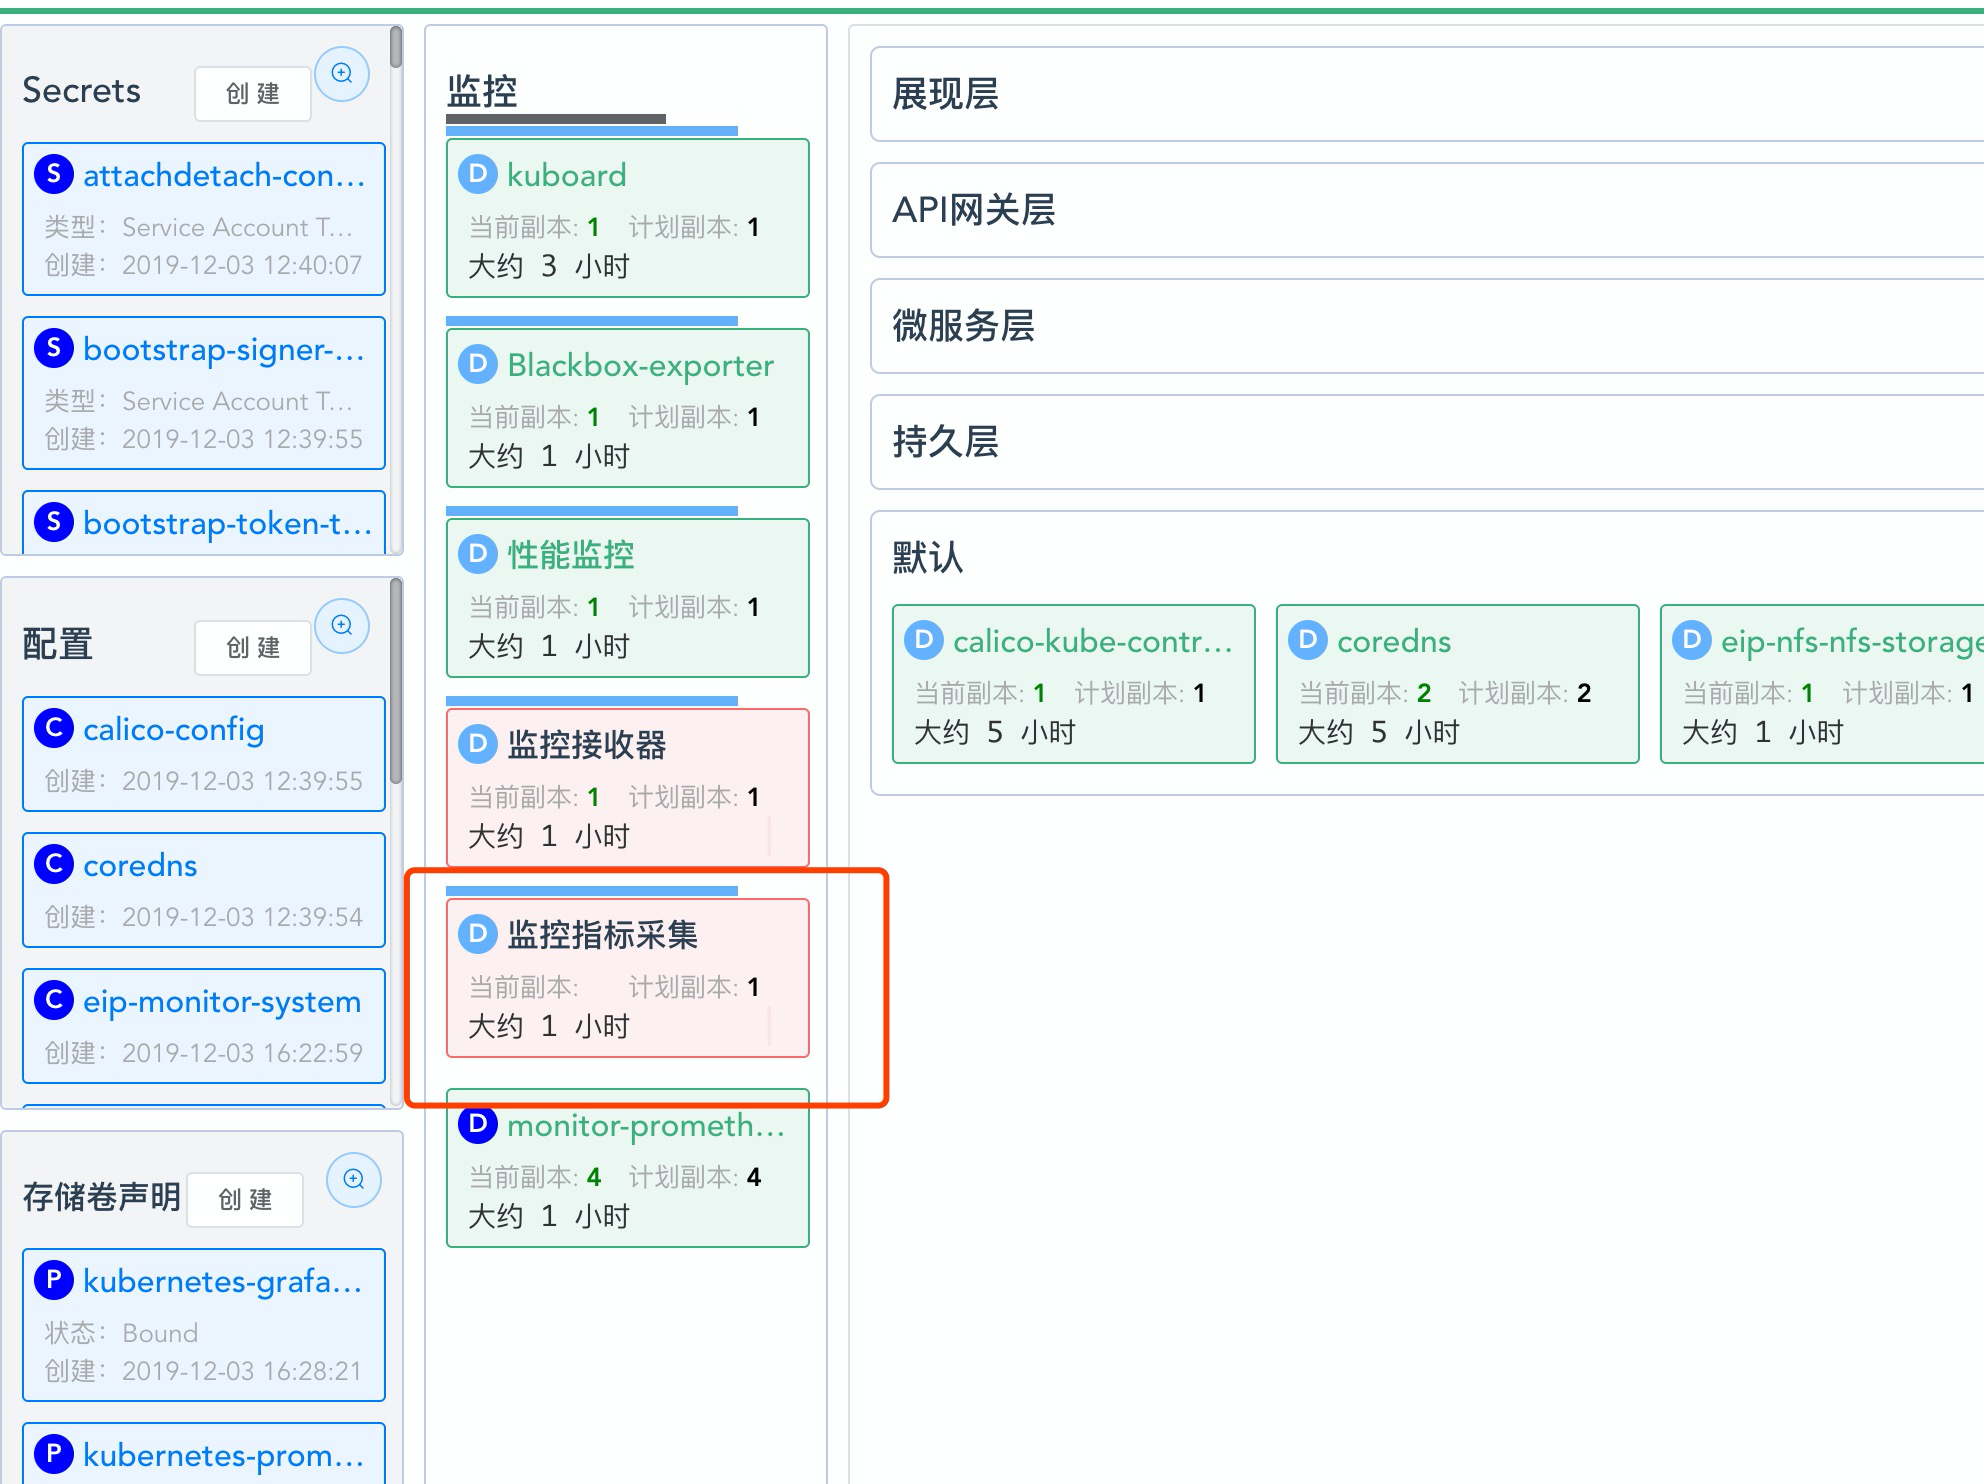 Secrets
创 建
S attachdetach-con...
类型： Service Account T...
创建： 2019-12-03 12:40:07
S bootstrap-signer-...
类型： Service Account T...
创建： 2019-12-03 12:39:55
S bootstrap-token-t...
配置
创 建
C calico-config
创建： 2019-12-03 12:39:55
C coredns
创建： 2019-12-03 12:39:54
C eip-monitor-system
创建： 2019-12-03 16:22:59
存储卷声明
创 建
P kubernetes-grafa...
状态： Bound
创建： 2019-12-03 16:28:21
P kubernetes-prom...
监控
D kuboard
当前副本: 1 计划副本: 1
大约 3 小时
D Blackbox-exporter
当前副本: 1 计划副本: 1
大约 1 小时
D 性能监控
当前副本: 1 计划副本: 1
大约 1 小时
D 监控接收器
当前副本: 1 计划副本: 1
大约 1 小时
D 监控指标采集
当前副本: 计划副本: 1
大约 1 小时
D monitor-prometh...
当前副本: 4 计划副本: 4
大约 1 小时
展现层
API网关层
微服务层
持久层
默认
D calico-kube-contr...
当前副本: 1 计划副本: 1
大约 5 小时
D coredns
当前副本: 2 计划副本: 2
大约 5 小时
D eip-nfs-nfs-storage
当前副本: 1 计划副本: 1
大约 1 小时